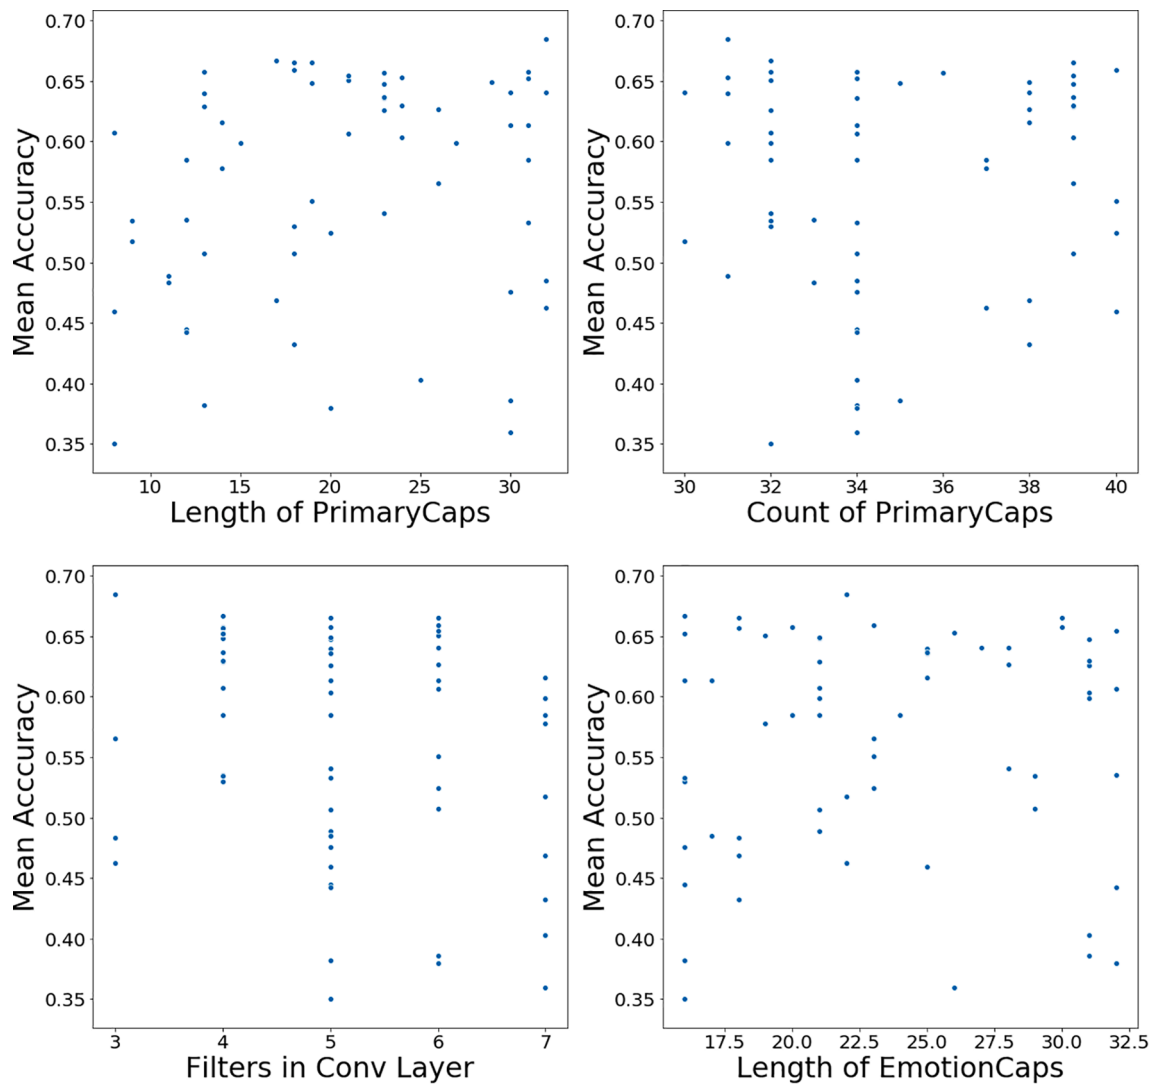 0.70
0.65
0.60
0.55
0.50
0.45
0.40
0.35
Mean Acccuracy
10 15 20 25 30
Length of PrimaryCaps
0.70
0.65
0.60
0.55
0.50
0.45
0.40
0.35
Mean Acccuracy
30 32 34 36 38 40
Count of PrimaryCaps
0.70
0.65
0.60
0.55
0.50
0.45
0.40
0.35
Mean Acccuracy
3 4 5 6 7
Filters in Conv Layer
0.70
0.65
0.60
0.55
0.50
0.45
0.40
0.35
Mean Acccuracy
17.5 20.0 22.5 25.0 27.5 30.0 32.5
Length of EmotionCaps